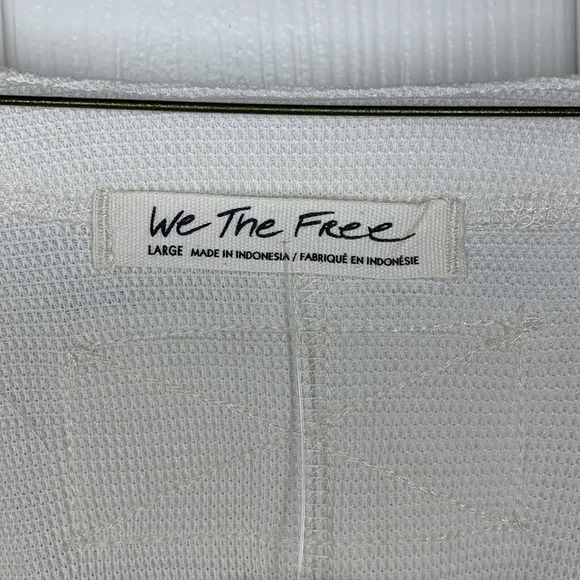 We The Free
LARGE MADE IN INDONESIA / FABRIQUÉ EN INDONÉSIE